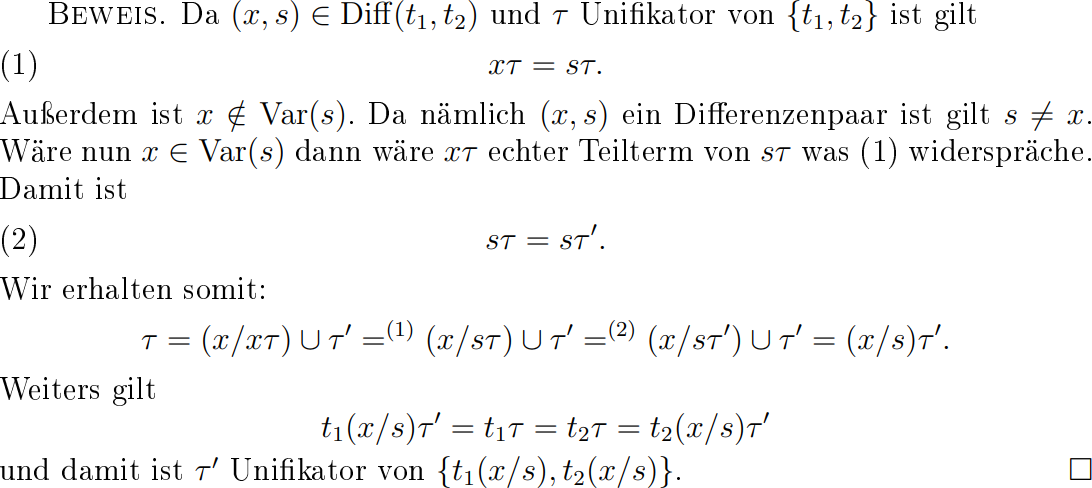 BEWEIS. Da (x, s) ∈ Diff(t₁, t₂) und τ Unifikator von {t₁, t₂} ist gilt
(1) xτ = sτ.
Außerdem ist x ∉ Var(s). Da nämlich (x, s) ein Differenzenpaar ist gilt s ≠ x.
Wäre nun x ∈ Var(s) dann wäre xτ echter Teilterm von sτ was (1) widerspräche.
Damit ist
(2) sτ = sτ′.
Wir erhalten somit:
τ = (x/xτ) ∪ τ′ =⁽¹⁾ (x/sτ) ∪ τ′ =⁽²⁾ (x/sτ′) ∪ τ′ = (x/s)τ′.
Weiters gilt
t₁(x/s)τ′ = t₁τ = t₂τ = t₂(x/s)τ′
und damit ist τ′ Unifikator von {t₁(x/s), t₂(x/s)}. □